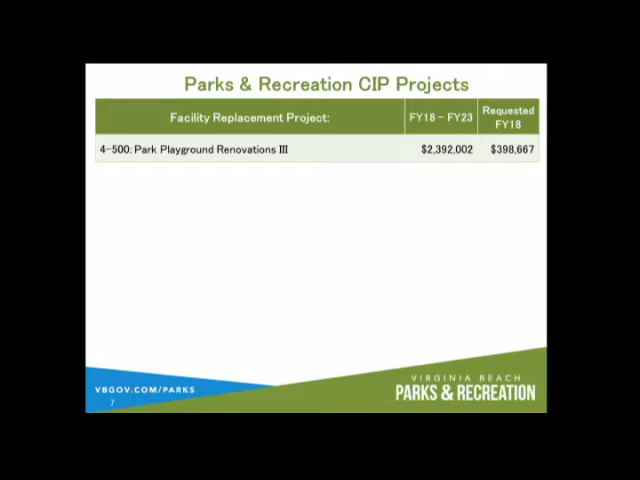 Parks & Recreation CIP Projects
Facility Replacement Project: FY18 – FY23 Requested FY18
4-500: Park Playground Renovations III $2,392,002 $398,667
VBGOV.COM/PARKS
7
VIRGINIA BEACH
PARKS & RECREATION